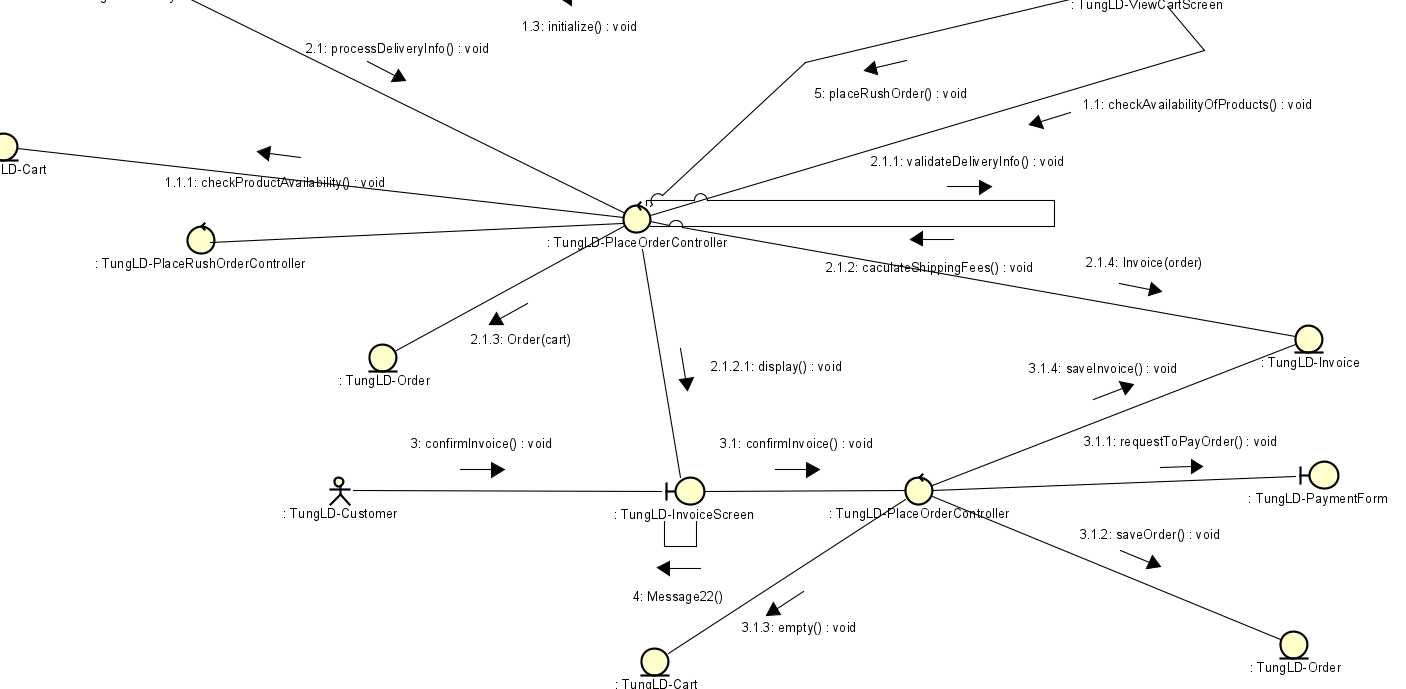 : TungLD-ViewCartScreen
1.3: initialize() : void
2.1: processDeliveryInfo() : void
5: placeRushOrder() : void
1.1: checkAvailabilityOfProducts() : void
2.1.1: validateDeliveryInfo() : void
LD-Cart
1.1.1: checkProductAvailability() : void
: TungLD-PlaceOrderController
: TungLD-PlaceRushOrderController
2.1.2: caculateShippingFees() : void
2.1.4: Invoice(order)
2.1.3: Order(cart)
: TungLD-Order
2.1.2.1: display() : void
3.1.4: saveInvoice() : void
: TungLD-Invoice
3: confirmInvoice() : void
3.1: confirmInvoice() : void
3.1.1: requestToPayOrder() : void
: TungLD-PaymentForm
: TungLD-Customer
: TungLD-InvoiceScreen
: TungLD-PlaceOrderController
3.1.2: saveOrder() : void
4: Message22()
3.1.3: empty() : void
: TungLD-Order
: TungLD-Cart